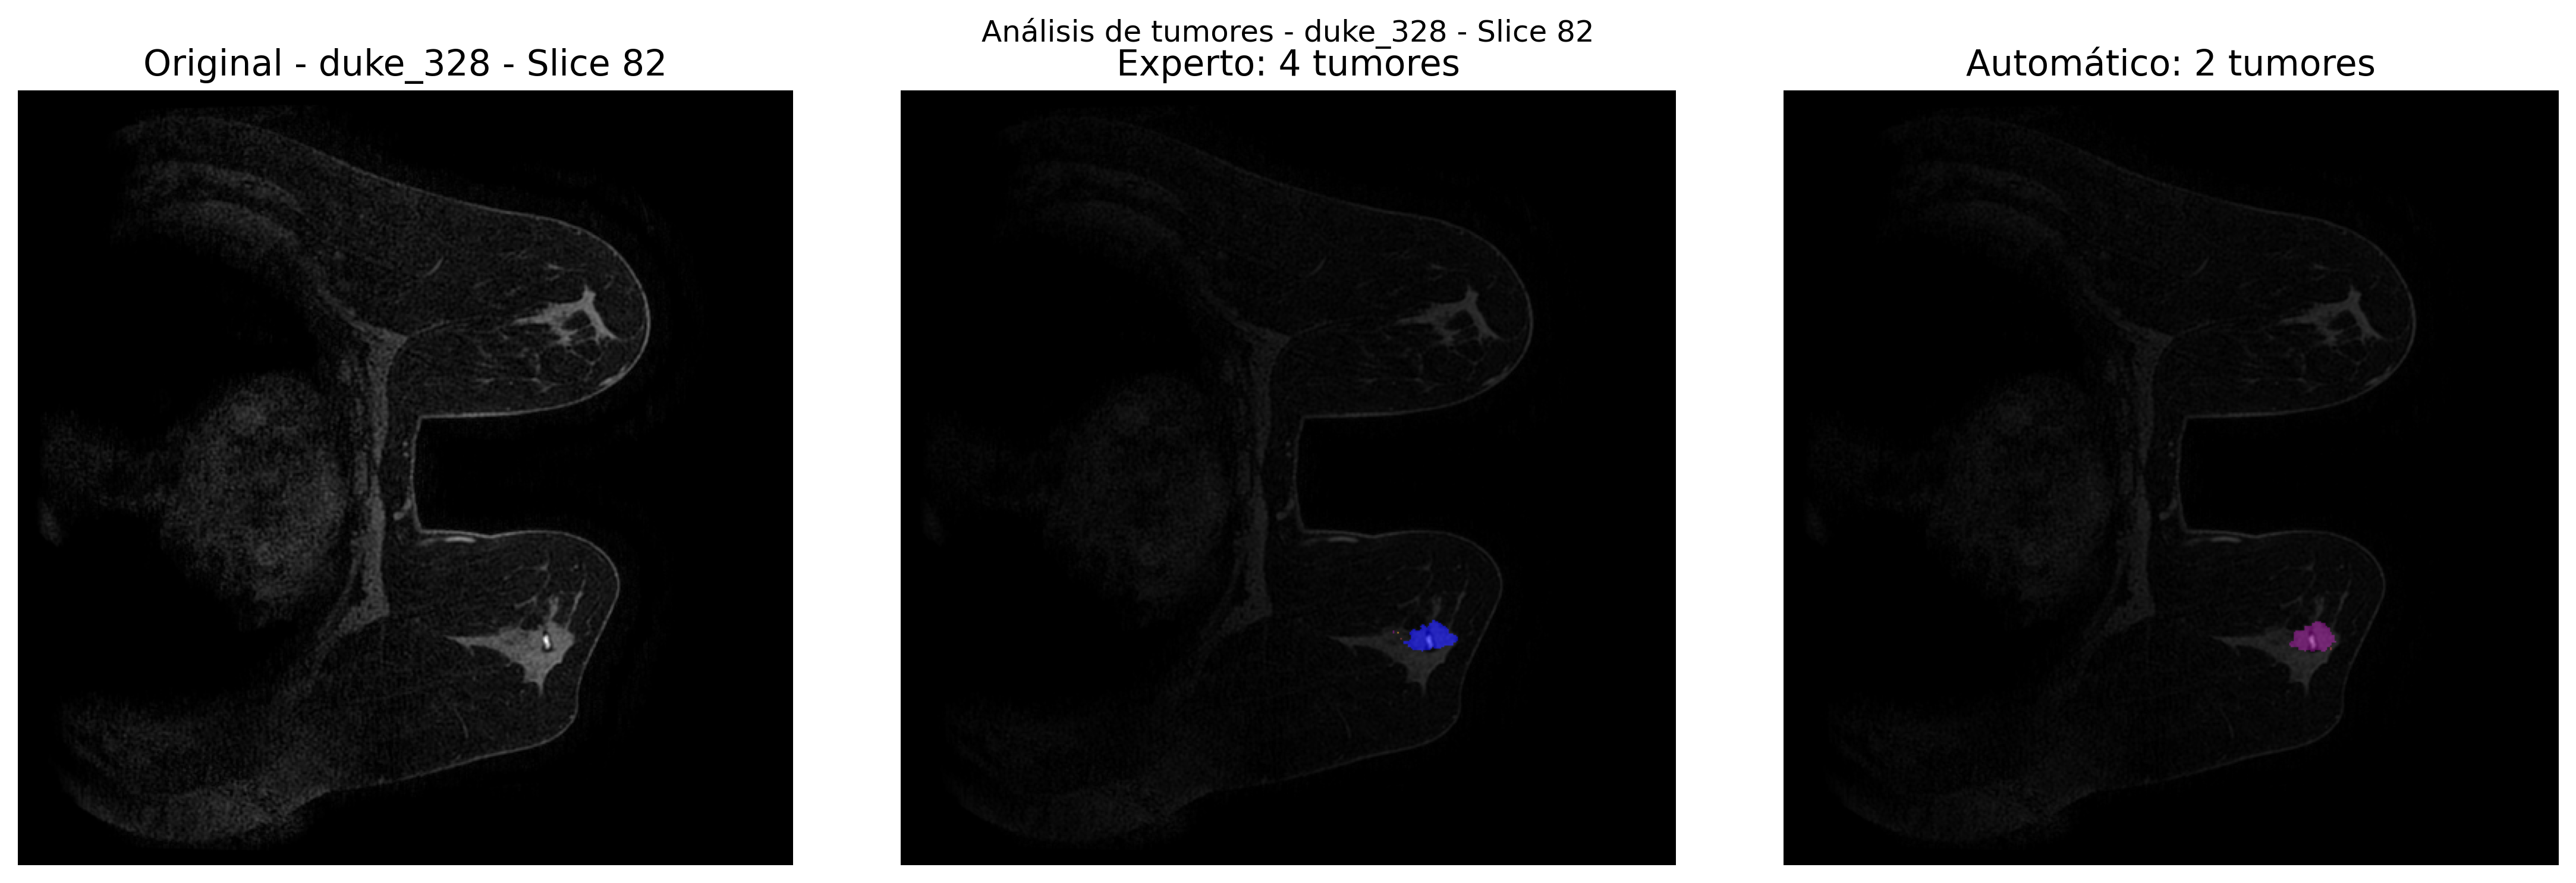 Análisis de tumores - duke_328 - Slice 82
Original - duke_328 - Slice 82
Experto: 4 tumores
Automático: 2 tumores